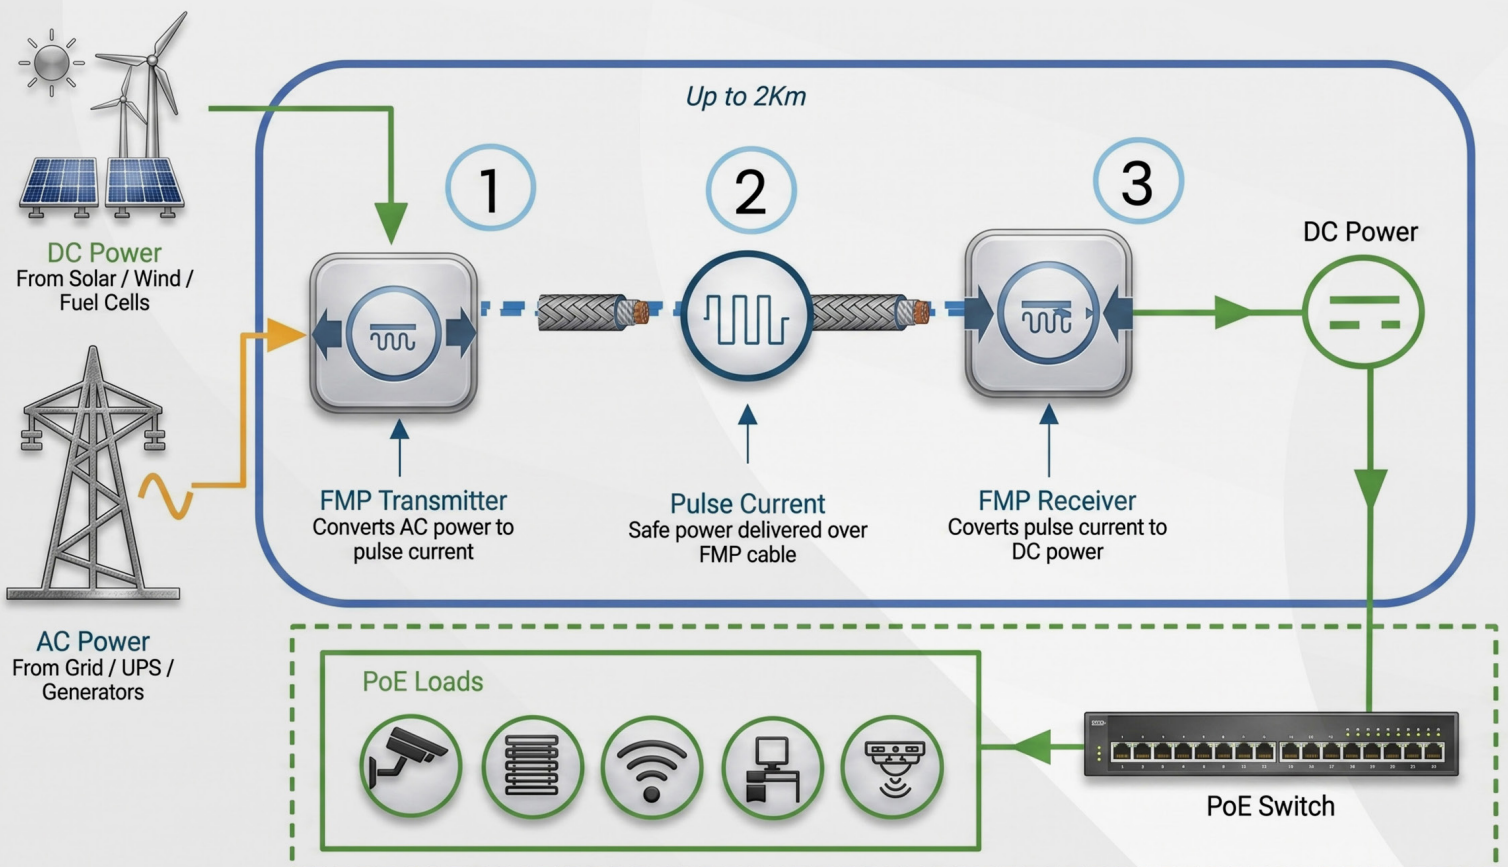 Up to 2Km
1
2
3
DC Power
From Solar / Wind /
Fuel Cells
DC Power
FMP Transmitter
Converts AC power to
pulse current
Pulse Current
Safe power delivered over
FMP cable
FMP Receiver
Coverts pulse current to
DC power
AC Power
From Grid / UPS /
Generators
PoE Loads
PoE Switch